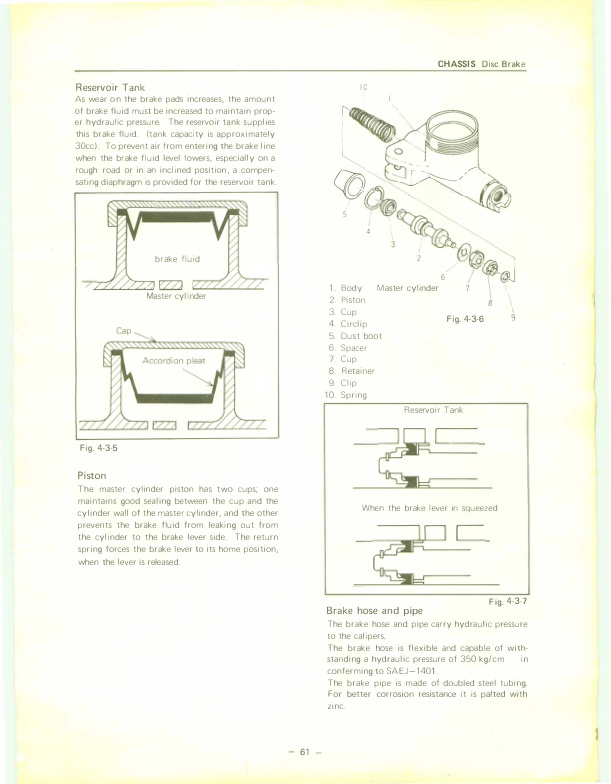 CHASSIS Disc Brake
Reservoir Tank
As wear on the brake pads increases, the amount
of brake fluid must be increased to maintain prop-
er hydraulic pressure. The reservoir tank supplies
this brake fluid. (tank capacity is approximately
30cc). To prevent air from entering the brake line
when the brake fluid level lowers, especially on a
rough road or in an inclined position, a compen-
sating diaphragm is provided for the reservoir tank.
brake fluid
Master cylinder
Cap
Accordion pleat
Fig. 4-3-5
Piston
The master cylinder piston has two cups; one
maintains good sealing between the cup and the
cylinder wall of the master cylinder, and the other
prevents the brake fluid from leaking out from
the cylinder to the brake lever side. The return
spring forces the brake lever to its home position,
when the lever is released.
10
1
5
4
3
2
6
7
8
9
1. Body Master cylinder
2. Piston
3. Cup
4. Circlip
5. Dust boot
6. Spacer
7. Cup
8. Retainer
9. Clip
10. Spring
Fig. 4-3-6
Reservoir Tank
When the brake lever in squeezed
Fig. 4-3-7
Brake hose and pipe
The brake hose and pipe carry hydraulic pressure
to the calipers.
The brake hose is flexible and capable of with-
standing a hydraulic pressure of 350 kg/cm in
conferming to SAEJ-1401.
The brake pipe is made of doubled steel tubing.
For better corrosion resistance it is palted with
zinc.
- 61 -